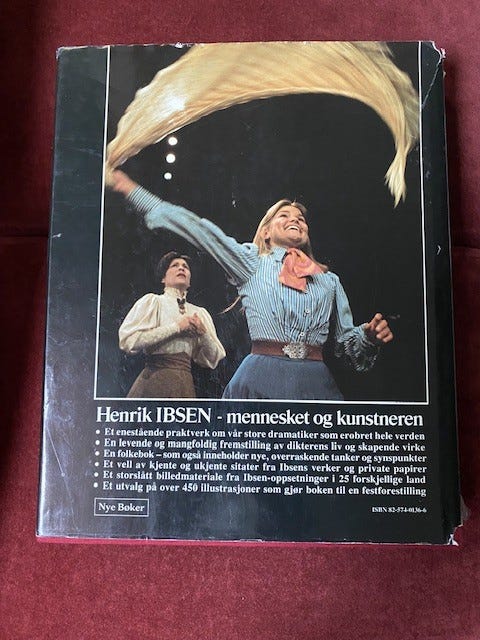 Henrik IBSEN - mennesket og kunstneren
• Et enestående praktverk om vår store dramatiker som erobret hele verden
• En levende og mangfoldig fremstilling av dikterens liv og skapende virke
• En folkebok – som også inneholder nye, overraskende tanker og synspunkter
• Et vell av kjente og ukjente sitater fra Ibsens verker og private papirer
• Et storslått billedmateriale fra Ibsen-oppsetninger i 25 forskjellige land
• Et utvalg på over 450 illustrasjoner som gjør boken til en festforestilling
Nye Bøker
ISBN 82-574-0136-6